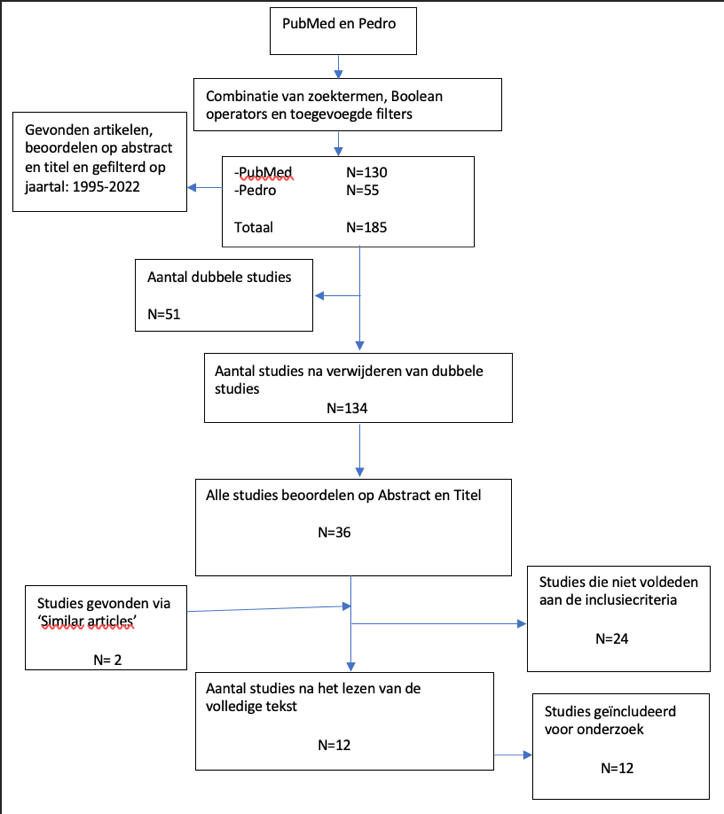 PubMed en Pedro
Combinatie van zoektermen, Boolean
operators en toegevoegde filters
Gevonden artikelen,
beoordelen op abstract
en titel en gefilterd op
jaartal: 1995-2022
-PubMed N=130
-Pedro N=55
Totaal N=185
Aantal dubbele studies
N=51
Aantal studies na verwijderen van dubbele
studies
N=134
Alle studies beoordelen op Abstract en Titel
N=36
Studies gevonden via
‘Similar articles’
N= 2
Studies die niet voldeden
aan de inclusiecriteria
N=24
Aantal studies na het lezen van de
volledige tekst
N=12
Studies geïncludeerd
voor onderzoek
N=12